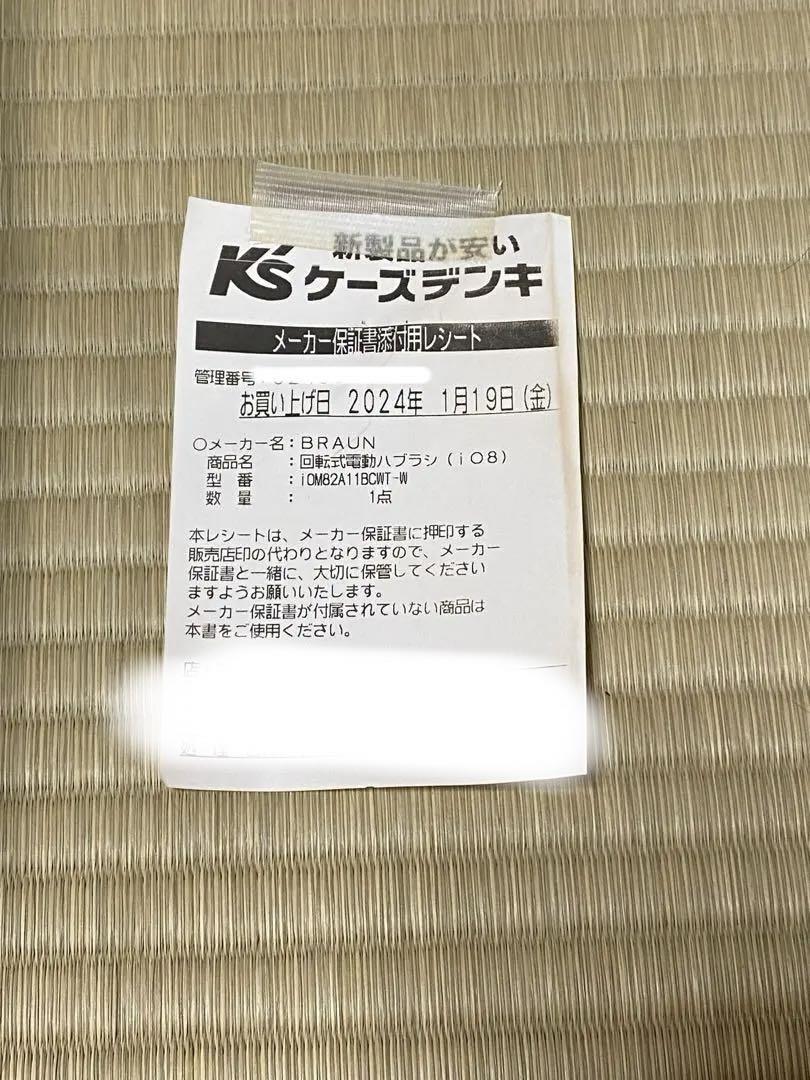 新製品が安い
K's ケーズデンキ
メーカー保証書添付用レシート
管理番号
お買い上げ日 2024年 1月19日(金)
○メーカー名:BRAUN
商品名 :回転式電動ハブラシ(iO8)
型 番 :iOM82A11BCWT-W
数 量 : 1点
本レシートは、メーカー保証書に押印する
販売店印の代わりとなりますので、メーカー
保証書と一緒に、大切に保管してください
ますようお願いいたします。
メーカー保証書が付属されていない商品は
本書をご使用ください。